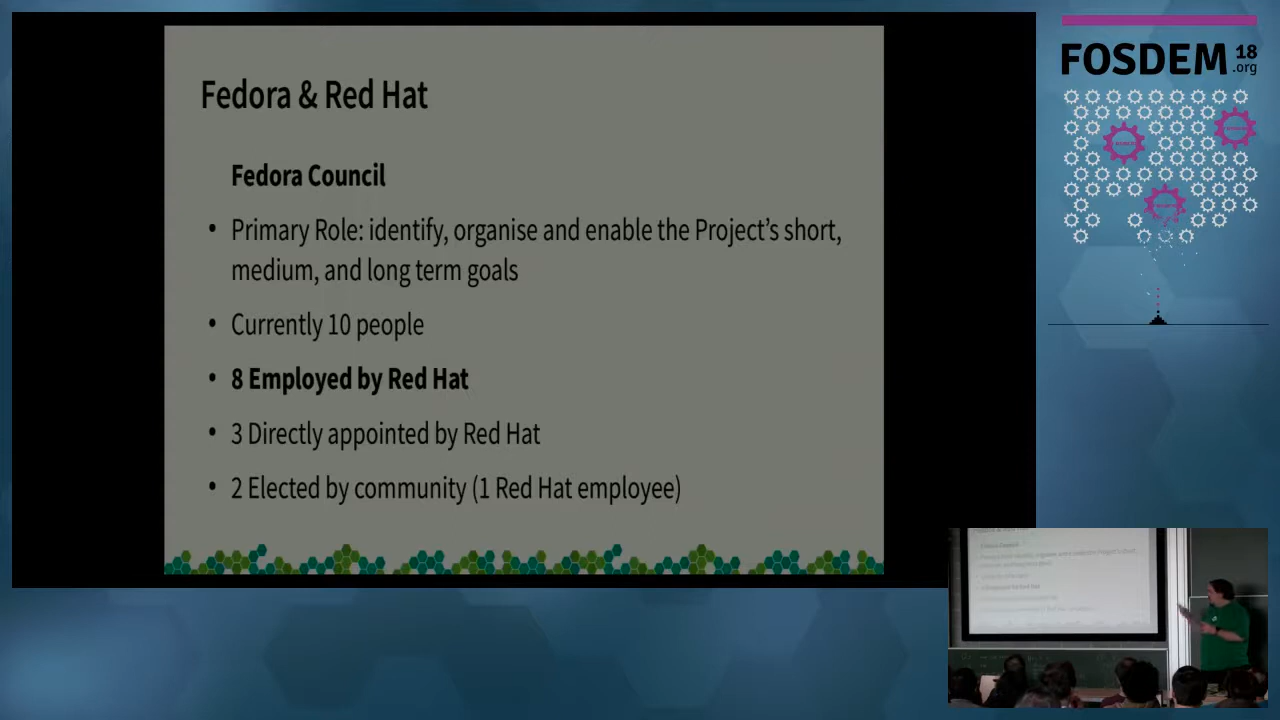 Fedora & Red Hat
Fedora Council
• Primary Role: identify, organise and enable the Project’s short,
medium, and long term goals
• Currently 10 people
• 8 Employed by Red Hat
• 3 Directly appointed by Red Hat
• 2 Elected by community (1 Red Hat employee)
FOSDEM 18
.org